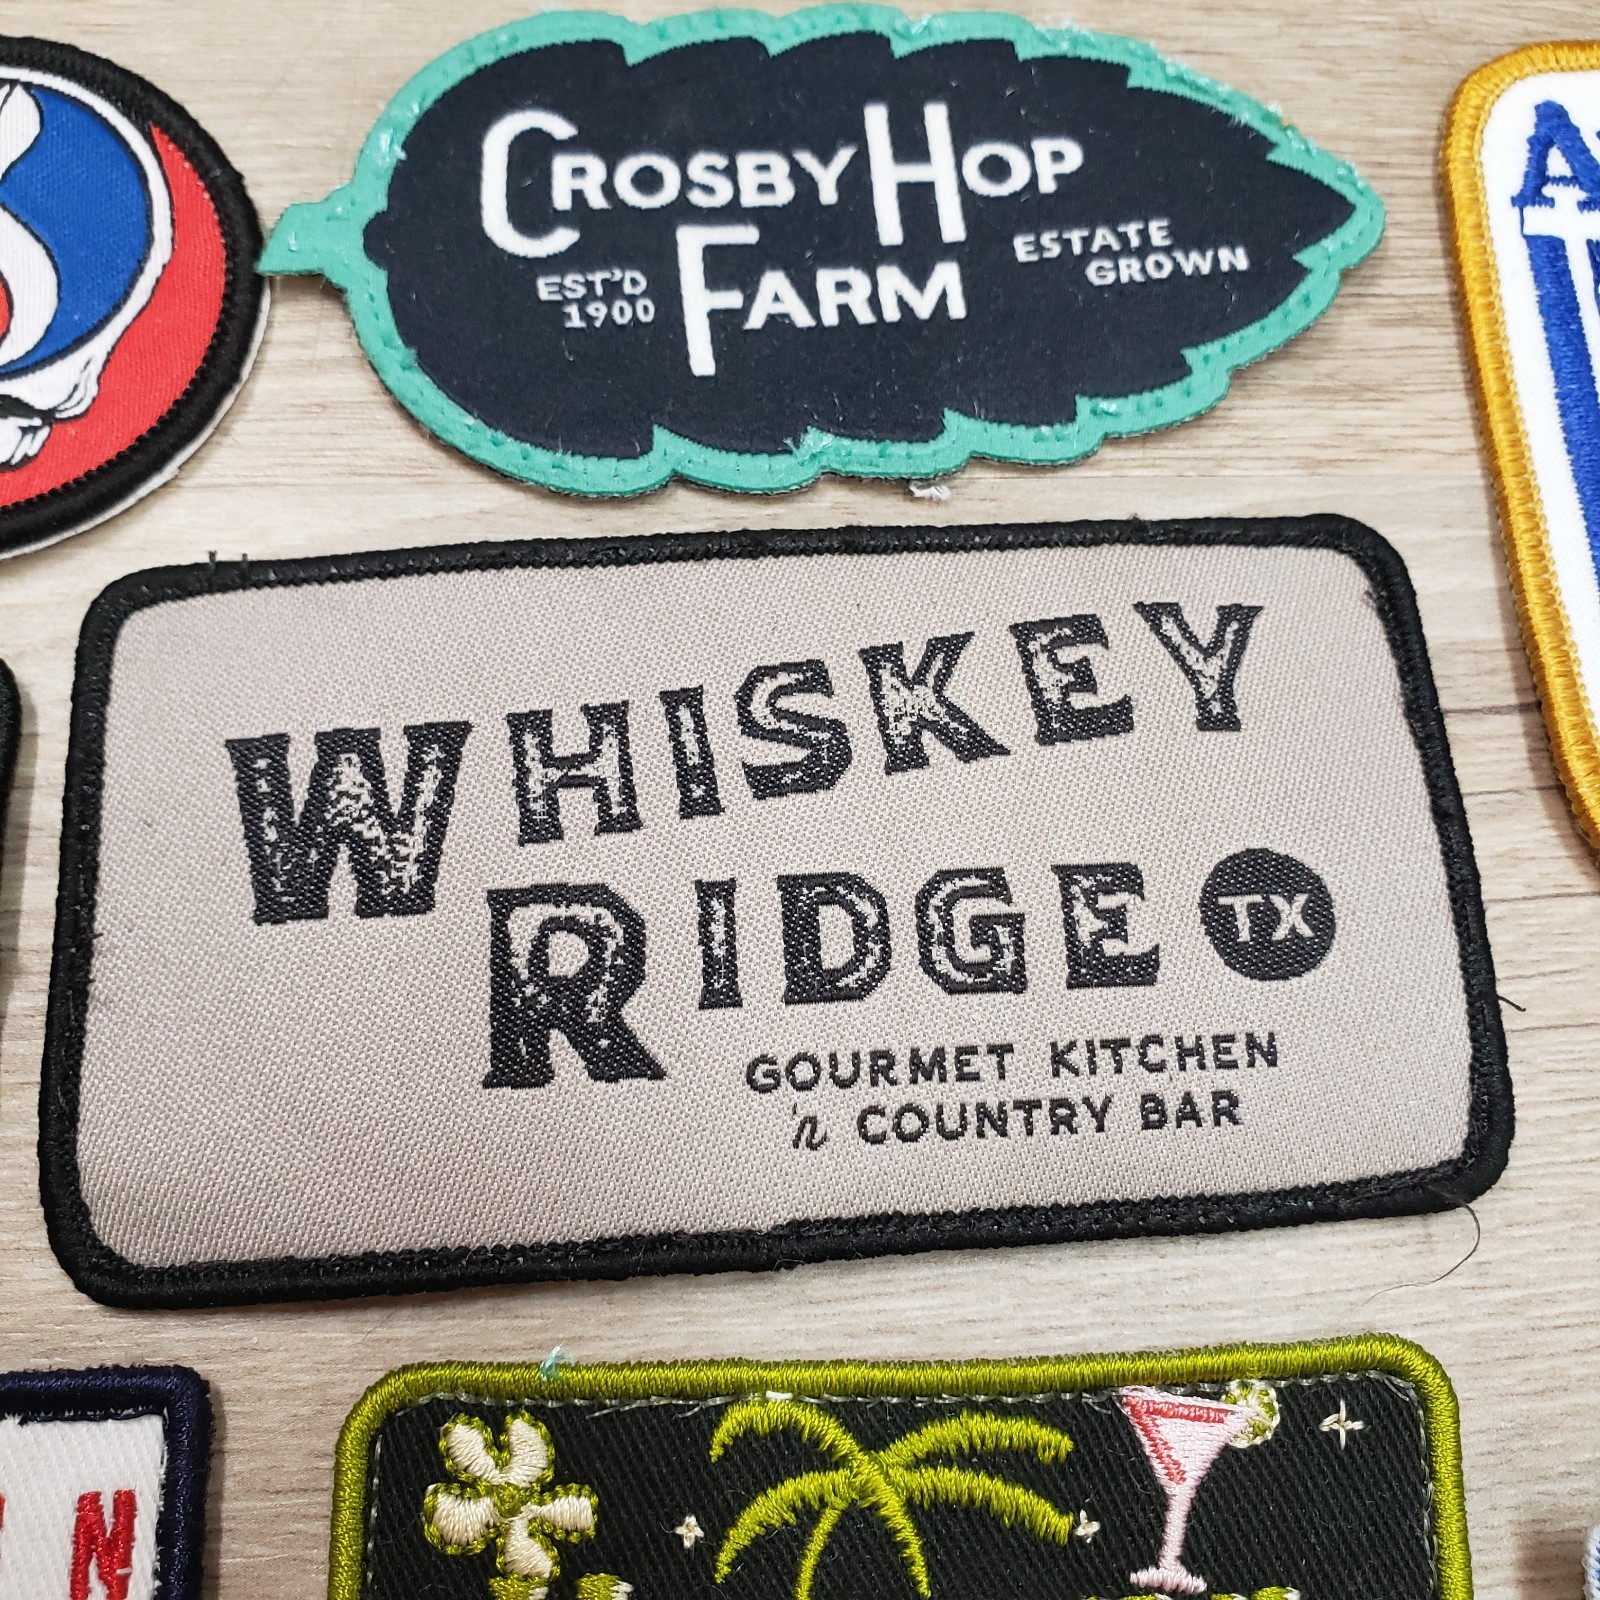 CROSBY HOP
FARM
EST'D
1900
ESTATE
GROWN
WHISKEY
RIDGE TX
GOURMET KITCHEN
'n COUNTRY BAR
N